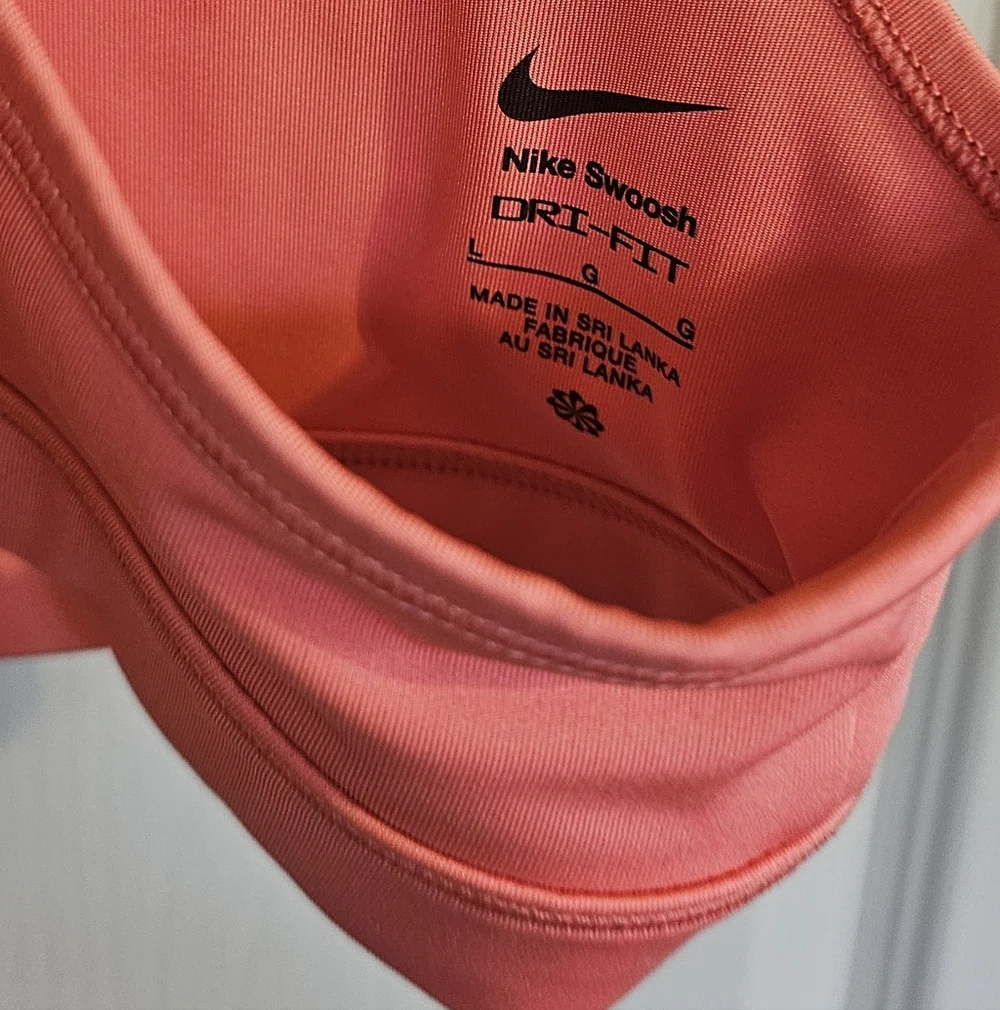 Nike Swoosh
DRI-FIT
L G G
MADE IN SRI LANKA
FABRIQUE
AU SRI LANKA